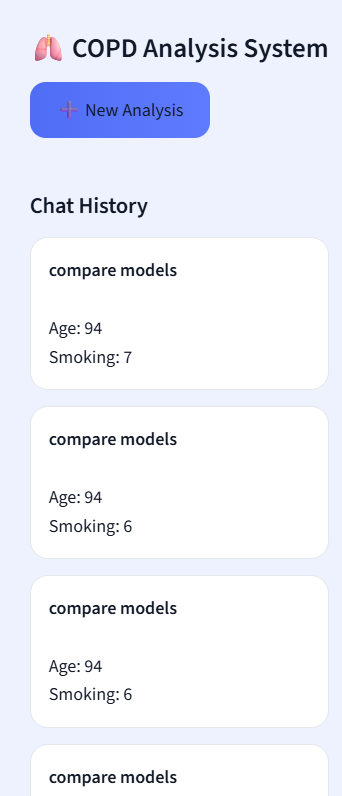 COPD Analysis System
New Analysis
Chat History
compare models
Age: 94
Smoking: 7
compare models
Age: 94
Smoking: 6
compare models
Age: 94
Smoking: 6
compare models